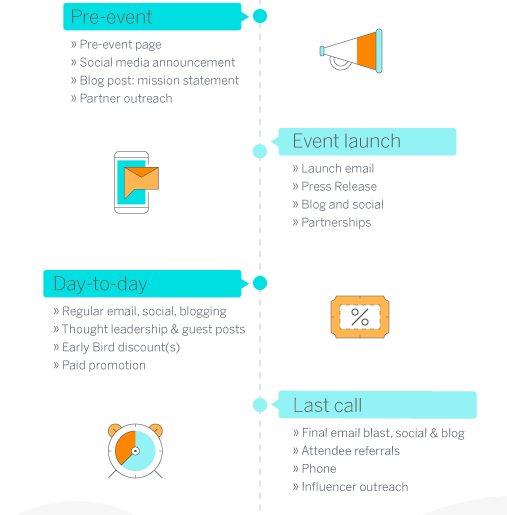 Pre-event
» Pre-event page
» Social media announcement
» Blog post: mission statement
» Partner outreach
Event launch
» Launch email
» Press Release
» Blog and social
» Partnerships
Day-to-day
» Regular email, social, blogging
» Thought leadership & guest posts
» Early Bird discount(s)
» Paid promotion
%
Last call
» Final email blast, social & blog
» Attendee referrals
» Phone
» Influencer outreach